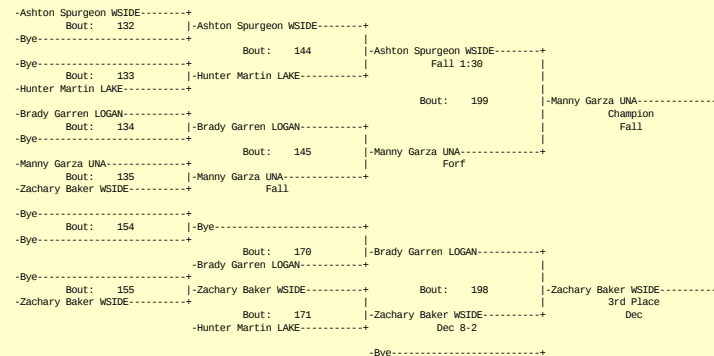 -Ashton Spurgeon WSIDE--------+
Bout: 132 |-Ashton Spurgeon WSIDE--------+
-Bye--------------------------+ |
Bout: 144 |-Ashton Spurgeon WSIDE--------+
-Bye--------------------------+ | Fall 1:30 |
Bout: 133 |-Hunter Martin LAKE-----------+ |
-Hunter Martin LAKE-----------+ |
Bout: 199 |-Manny Garza UNA--------------
-Brady Garren LOGAN-----------+ | Champion
Bout: 134 |-Brady Garren LOGAN-----------+ | Fall
-Bye--------------------------+ | |
Bout: 145 |-Manny Garza UNA--------------+
-Manny Garza UNA--------------+ | Forf
Bout: 135 |-Manny Garza UNA--------------+
-Zachary Baker WSIDE----------+ Fall
-Bye--------------------------+
Bout: 154 |-Bye--------------------------+
-Bye--------------------------+ |
Bout: 170 |-Brady Garren LOGAN-----------+
-Brady Garren LOGAN-----------+ |
-Bye--------------------------+ |
Bout: 155 |-Zachary Baker WSIDE----------+ Bout: 198 |-Zachary Baker WSIDE----------
-Zachary Baker WSIDE----------+ | | 3rd Place
Bout: 171 |-Zachary Baker WSIDE----------+ Dec
-Hunter Martin LAKE-----------+ Dec 8-2
-Bye--------------------------+